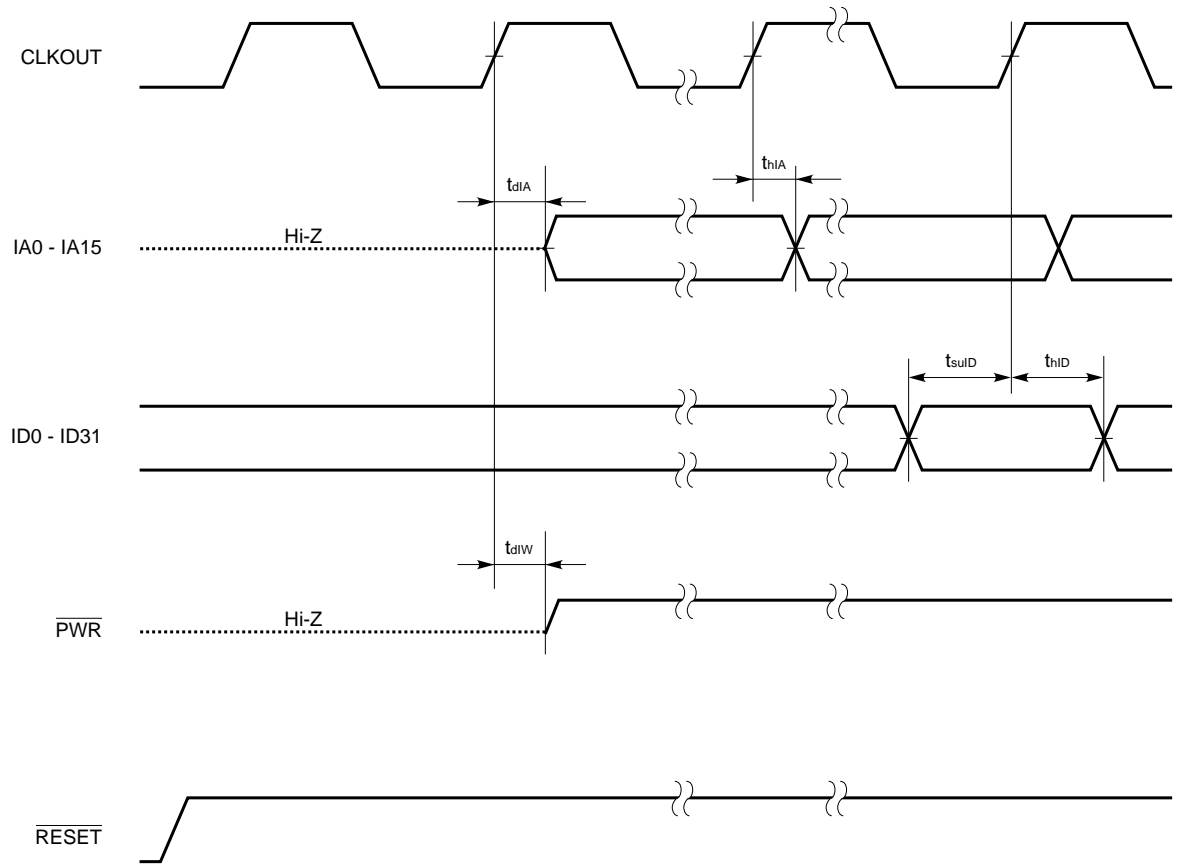 CLKOUT
thIA
tdIA
IA0 - IA15
Hi-Z
tsuID
thID
ID0 - ID31
tdIW
PWR
Hi-Z
RESET